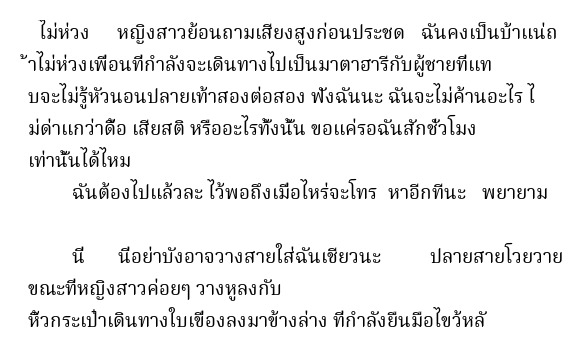 ไม่ห่วง หญิงสาวย้อนถามเสียงสูงก่อนประชด ฉันคงเป็นบ้าแน่ถ
้าไม่ห่วงเพื่อนที่กำลังจะเดินทางไปเป็นมาตาฮารีกับผู้ชายที่แท
บจะไม่รู้หัวนอนปลายเท้าสองต่อสอง ฟังฉันนะ ฉันจะไม่ค้านอะไร ไ
ม่ด่าแกว่าดื้อ เสียสติ หรืออะไรทั้งนั้น ขอแค่รอฉันสักชั่วโมง
เท่านั้นได้ไหม
ฉันต้องไปแล้วละ ไว้พอถึงเมื่อไหร่จะโทร หาอีกทีนะ พยายาม
นี่ นี่อย่าบังอาจวางสายใส่ฉันเชียวนะ ปลายสายโวยวาย
ขณะที่หญิงสาวค่อยๆ วางหูลงกับ
หิ้วกระเป๋าเดินทางใบเขื่องลงมาข้างล่าง ที่กำลังยืนมือไขว้หลั